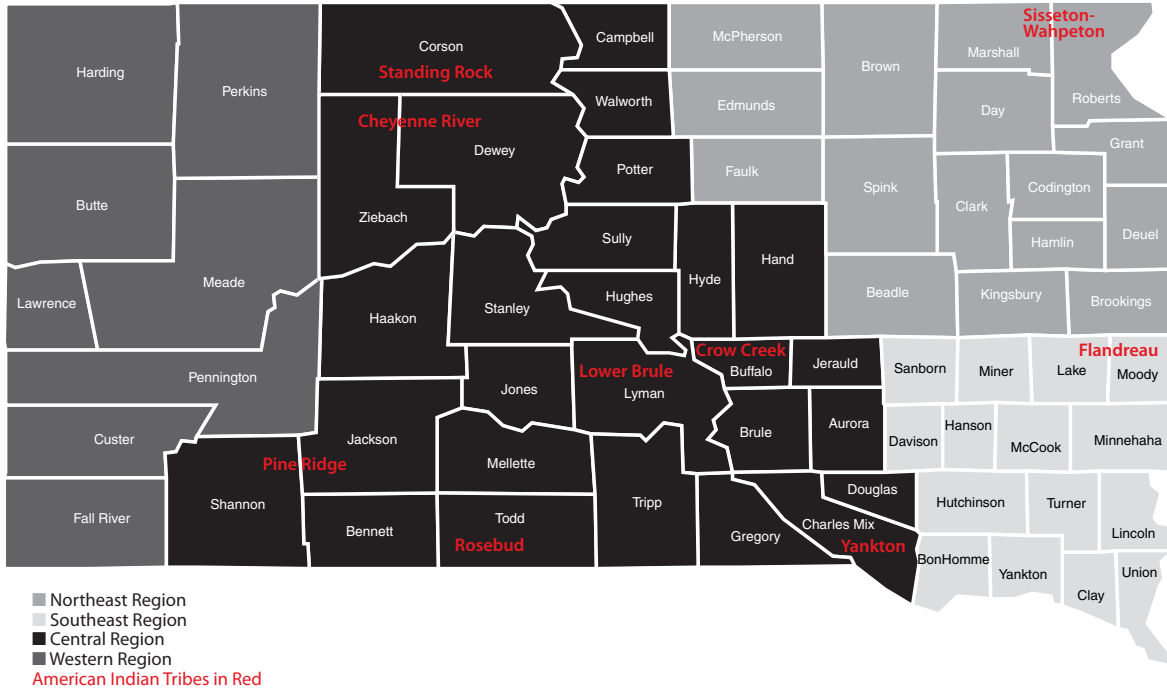 Sisseton-
Wahpeton
Harding
Perkins
Corson
Standing Rock
Campbell
McPherson
Brown
Marshall
Roberts
Walworth
Edmunds
Day
Cheyenne River
Dewey
Grant
Butte
Ziebach
Potter
Faulk
Spink
Clark
Codington
Deuel
Sully
Hamlin
Meade
Hyde
Hand
Lawrence
Haakon
Stanley
Hughes
Beadle
Kingsbury
Brookings
Pennington
Jones
Lower Brule
Lyman
Crow Creek
Buffalo
Jerauld
Sanborn
Miner
Lake
Flandreau
Moody
Custer
Jackson
Pine Ridge
Mellette
Brule
Aurora
Davison
Hanson
McCook
Minnehaha
Fall River
Shannon
Bennett
Todd
Rosebud
Tripp
Gregory
Douglas
Charles Mix
Yankton
Hutchinson
Turner
Lincoln
BonHomme
Yankton
Clay
Union
Northeast Region
Southeast Region
Central Region
Western Region
American Indian Tribes in Red